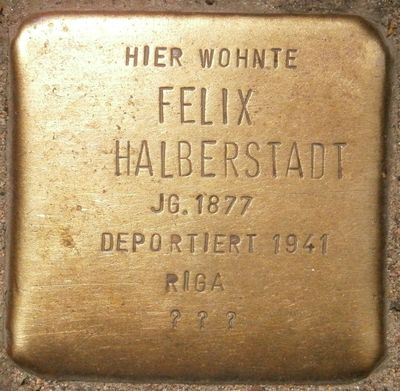 HIER WOHNTE
FELIX
HALBERSTADT
JG. 1877
DEPORTIERT 1941
RIGA
? ? ?